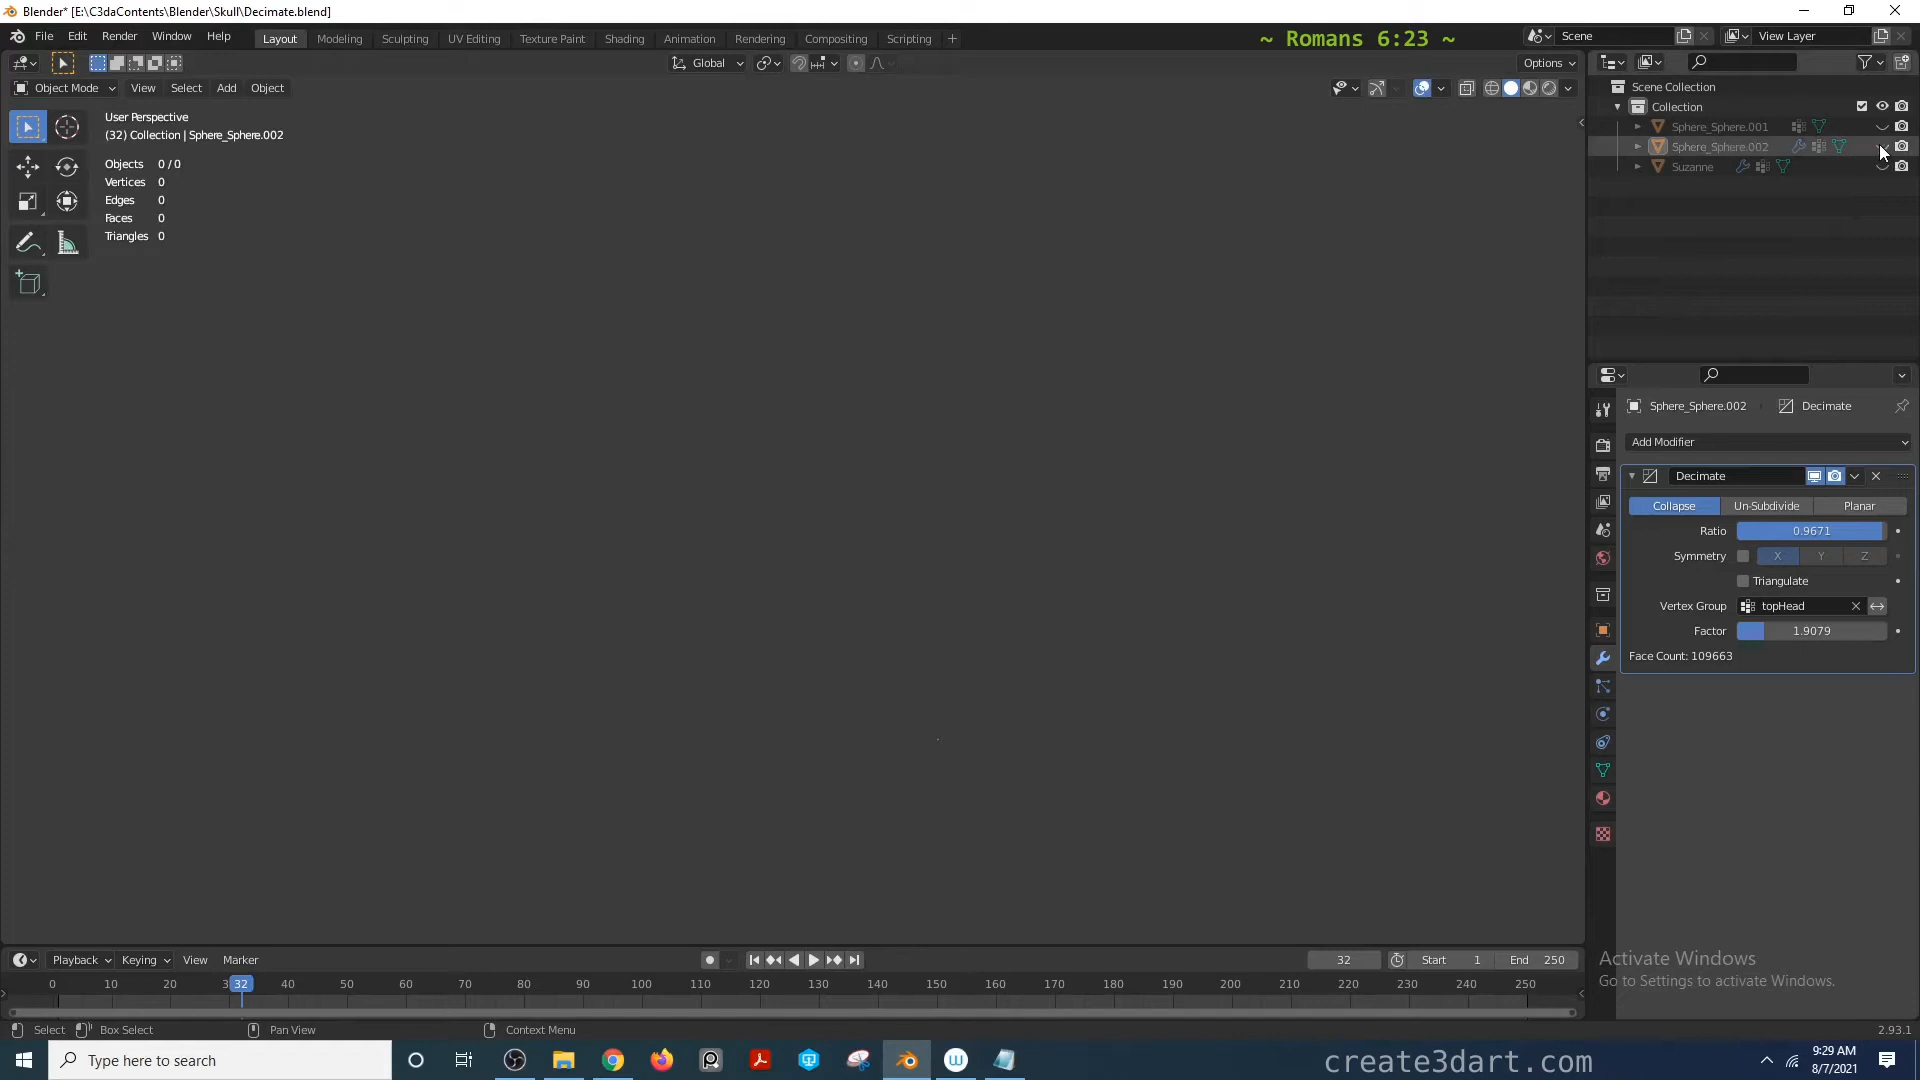 Blender* [E:\C3daContents\Blender\Skull\Decimate.blend]
File Edit Render Window Help Layout Modeling Sculpting UV Editing Texture Paint Shading Animation Rendering Compositing Scripting + ~ Romans 6:23 ~ Scene View Layer
Global Options
Object Mode View Select Add Object
User Perspective
(32) Collection | Sphere_Sphere.002
Objects 0 / 0
Vertices 0
Edges 0
Faces 0
Triangles 0
Scene Collection
Collection
Sphere_Sphere.001
Sphere_Sphere.002
Suzanne
Sphere_Sphere.002 Decimate
Add Modifier
Decimate
Collapse Un-Subdivide Planar
Ratio 0.9671
Symmetry X Y Z
Triangulate
Vertex Group topHead
Factor 1.9079
Face Count: 109663
Activate Windows
Go to Settings to activate Windows.
Playback Keying View Marker 32 Start 1 End 250
0 10 20 3 32 40 50 60 70 80 90 100 110 120 130 140 150 160 170 180 190 200 210 220 230 240 250
Select Box Select Pan View Context Menu 2.93.1
Type here to search
create3dart.com
9:29 AM
8/7/2021